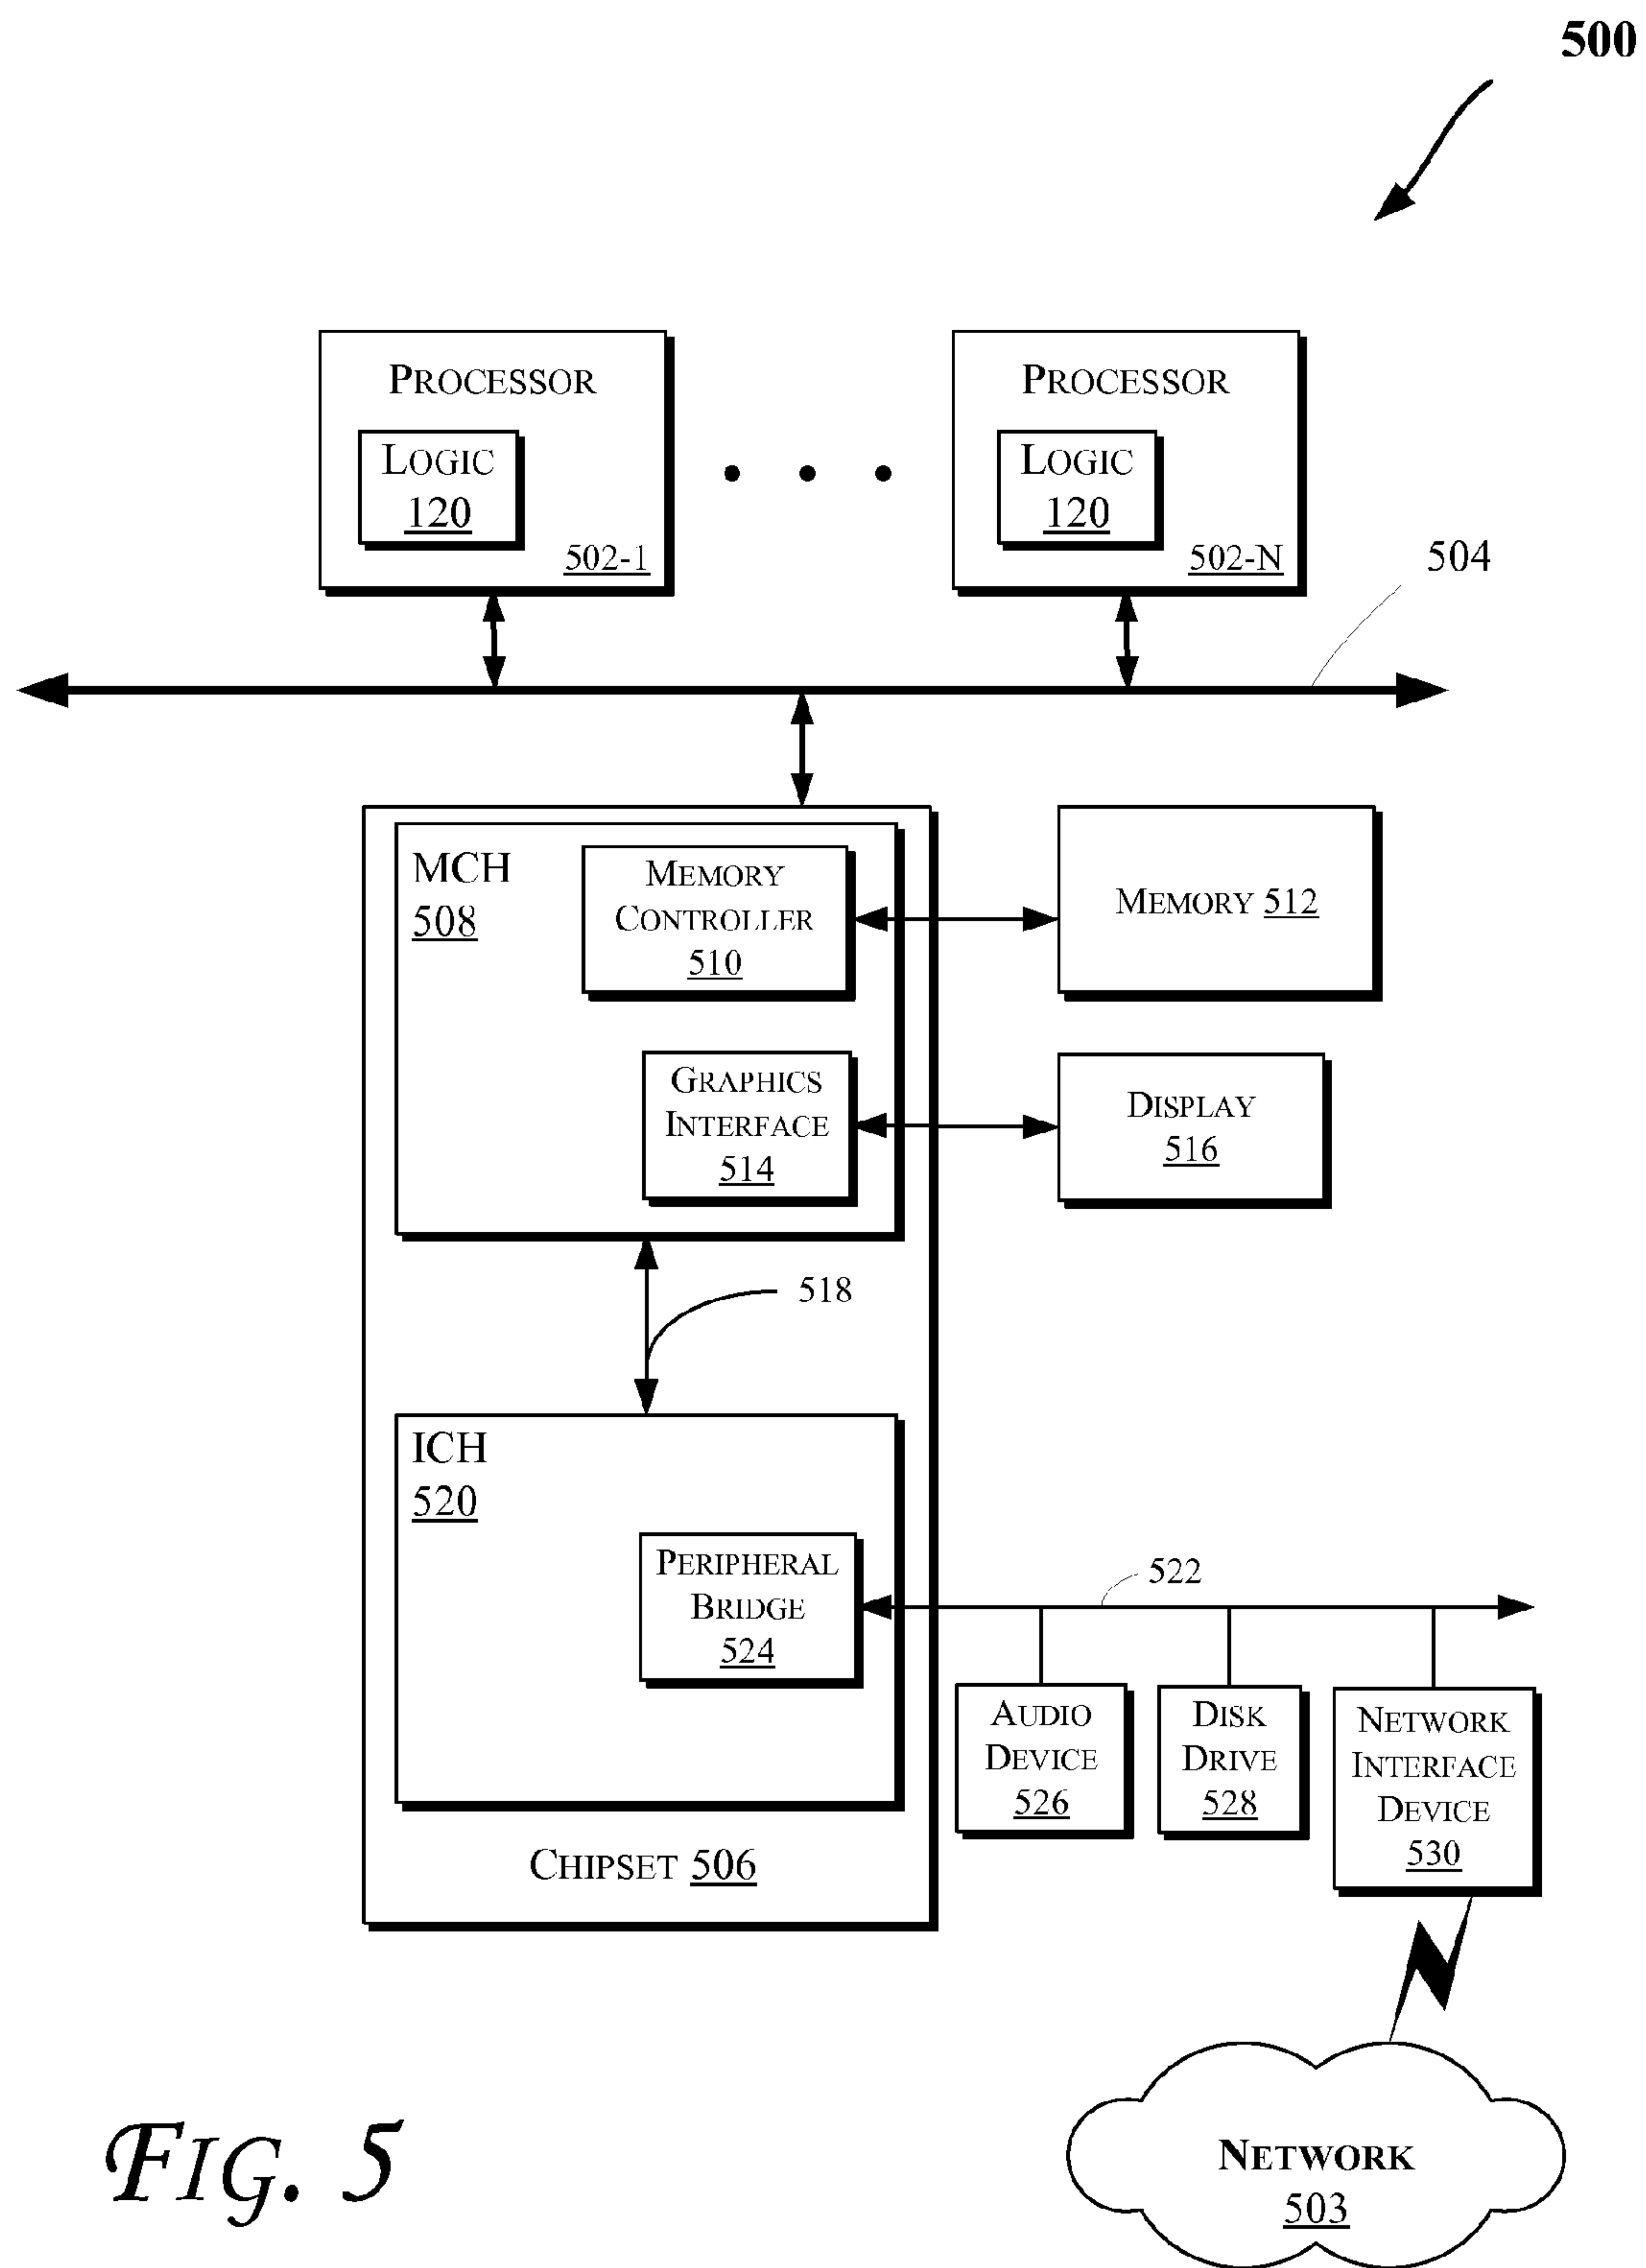 500
PROCESSOR
LOGIC
120
502-1
PROCESSOR
LOGIC
120
502-N
504
MCH
508
MEMORY
CONTROLLER
510
MEMORY 512
GRAPHICS
INTERFACE
514
DISPLAY
516
518
ICH
520
PERIPHERAL
BRIDGE
524
522
AUDIO
DEVICE
526
DISK
DRIVE
528
NETWORK
INTERFACE
DEVICE
530
CHIPSET 506
NETWORK
503
FIG. 5